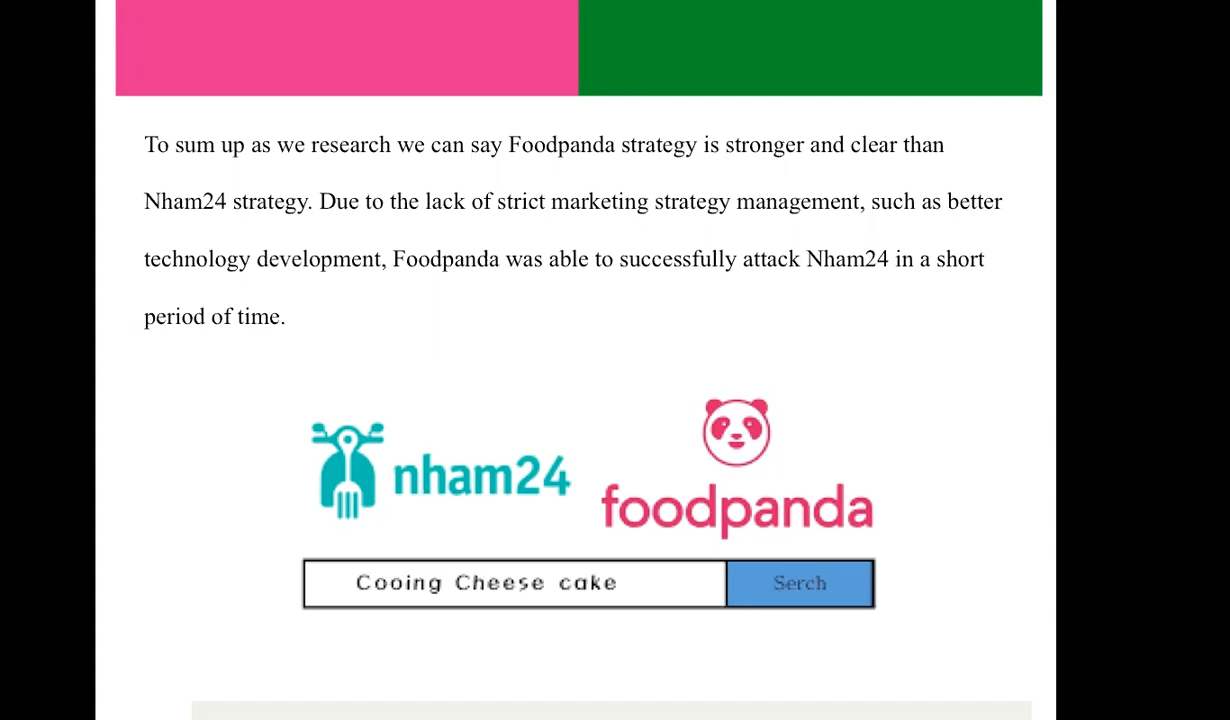 To sum up as we research we can say Foodpanda strategy is stronger and clear than
Nham24 strategy. Due to the lack of strict marketing strategy management, such as better
technology development, Foodpanda was able to successfully attack Nham24 in a short
period of time.
nham24
foodpanda
Cooing Cheese cake
Serch